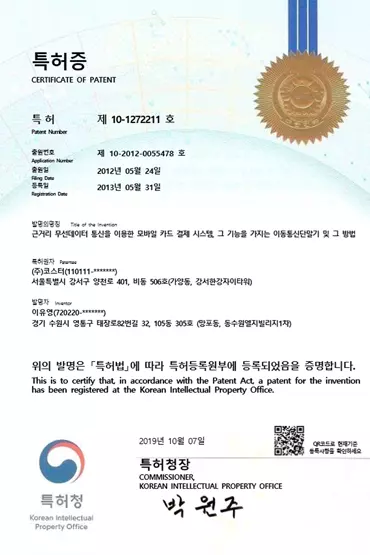 특허증
CERTIFICATE OF PATENT
특 허 제 10-1272211 호
Patent Number
출원번호 제 10-2012-0055478 호
Application Number
출원일 2012년 05월 24일
Filing Date
등록일 2013년 05월 31일
Registration Date
발명의명칭 Title of the Invention
근거리 무선데이터 통신을 이용한 모바일 카드 결제 시스템, 그 기능을 가지는 이동통신단말기 및 그 방법
특허권자 Patentee
(주)코스터(110111-*******)
서울특별시 강서구 양천로 401, 비동 506호(가양동, 강서한강자이타워)
발명자 Inventor
이유영(720220-*******)
경기 수원시 영통구 태장로82번길 32, 105동 305호 (망포동, 동수원엘지빌리지1차)
위의 발명은 「특허법」에 따라 특허등록원부에 등록되었음을 증명합니다.
This is to certify that, in accordance with the Patent Act, a patent for the invention
has been registered at the Korean Intellectual Property Office.
2019년 10월 07일
QR코드로 현재기준
등록사항을 확인하세요
특허청장
COMMISSIONER,
KOREAN INTELLECTUAL PROPERTY OFFICE
박원주
특허청
Korean Intellectual
Property Office